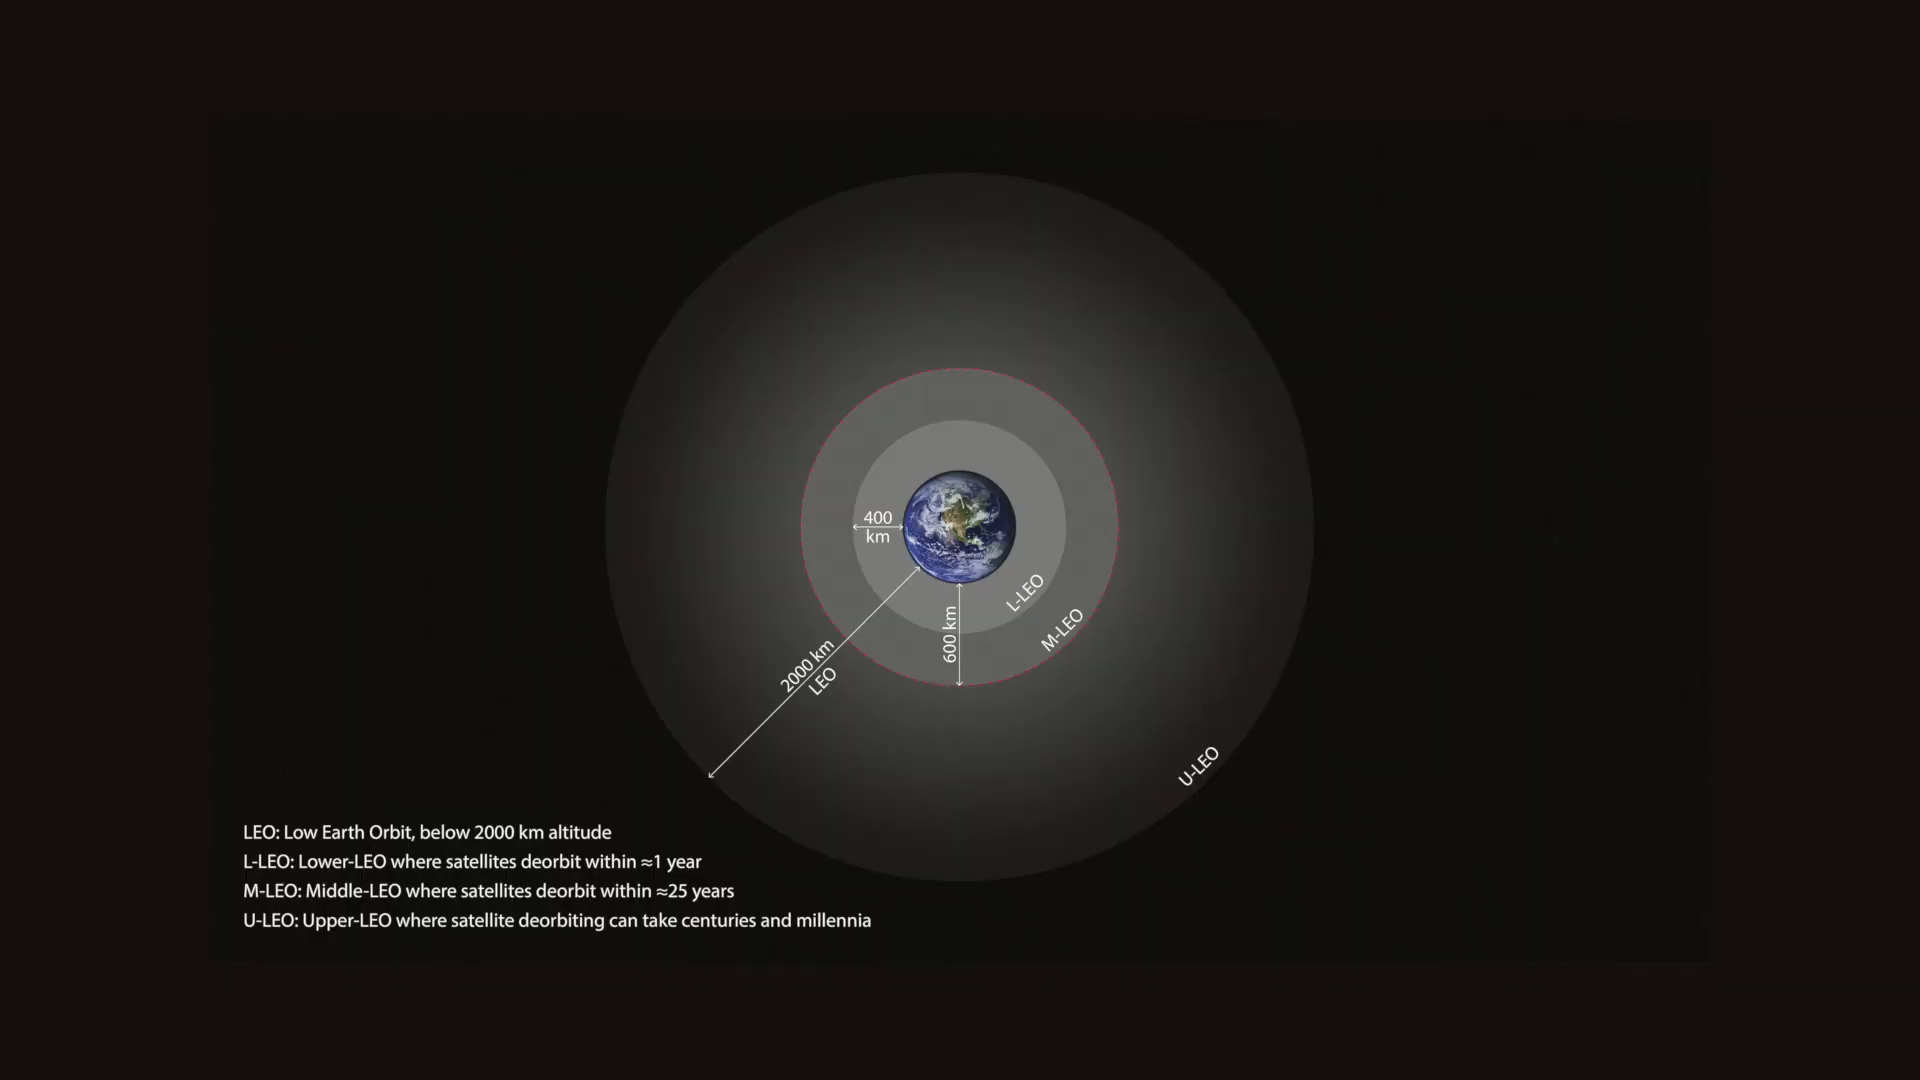 400
km
L-LEO
600 km
M-LEO
2000 km
LEO
U-LEO
LEO: Low Earth Orbit, below 2000 km altitude
L-LEO: Lower-LEO where satellites deorbit within ≈1 year
M-LEO: Middle-LEO where satellites deorbit within ≈25 years
U-LEO: Upper-LEO where satellite deorbiting can take centuries and millennia